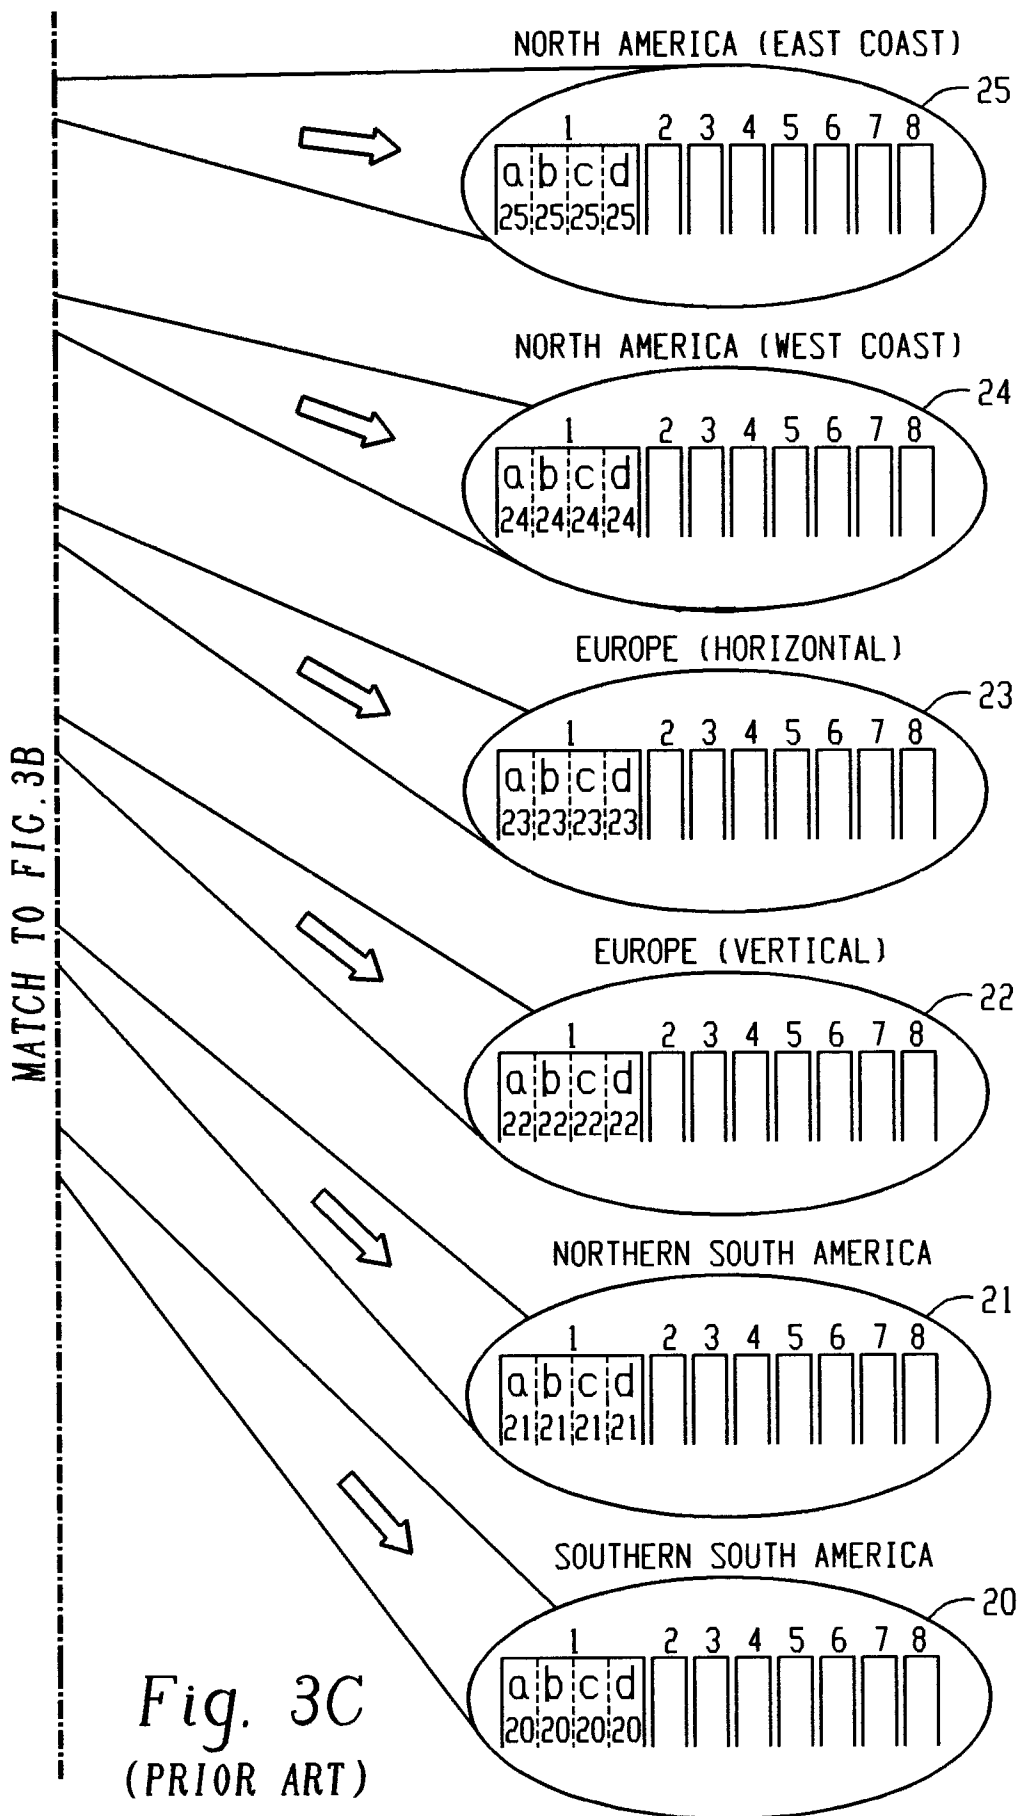 NORTH AMERICA (EAST COAST)
25
1 2 3 4 5 6 7 8
a b c d
25 25 25 25
NORTH AMERICA (WEST COAST)
24
1 2 3 4 5 6 7 8
a b c d
24 24 24 24
EUROPE (HORIZONTAL)
23
1 2 3 4 5 6 7 8
a b c d
23 23 23 23
MATCH TO FIG. 3B
EUROPE (VERTICAL)
22
1 2 3 4 5 6 7 8
a b c d
22 22 22 22
NORTHERN SOUTH AMERICA
21
1 2 3 4 5 6 7 8
a b c d
21 21 21 21
SOUTHERN SOUTH AMERICA
20
1 2 3 4 5 6 7 8
a b c d
20 20 20 20
Fig. 3C
(PRIOR ART)